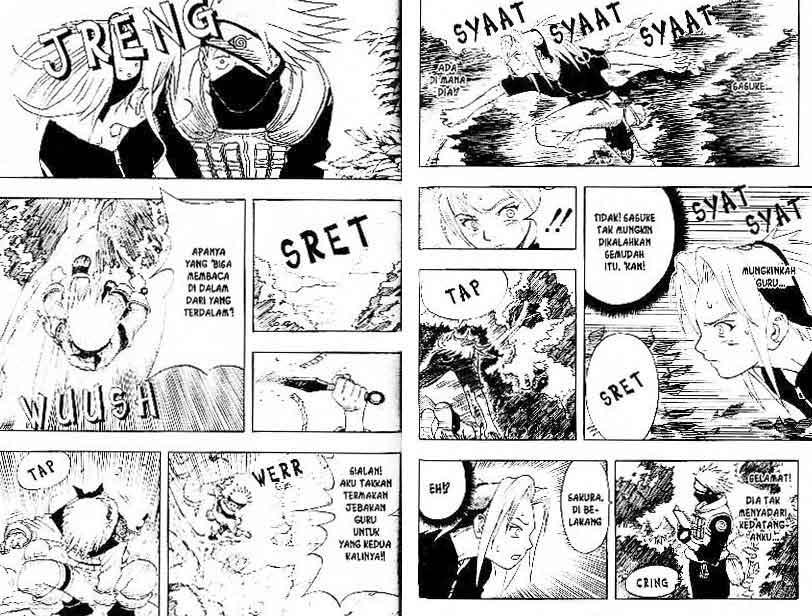 SYAAT SYAAT SYAAT
SASUKE...
ADA
DI MANA
DIA!?
SYAT
SYAT
MUNGKINKAH
GURU...
TIDAK! SASUKE
TAK MUNGKIN
DIKALAHKAN
SEMUDAH
ITU, 'KAN!
SRET
!!
TAP
SELAMAT!
DIA TAK
MENYADARI
KEDATANG-
ANKU...
CRING
SAKURA,
DI BE-
LAKANG
EH!?
JRENG
SRET
APANYA
YANG 'BISA
MEMBACA
DI DALAM
DARI YANG
TERDALAM'?
WUUSH
WERR
SIALAN!
AKU TAKKAN
TERMAKAN
JEBAKAN
GURU
UNTUK
YANG KEDUA
KALINYA!!
TAP